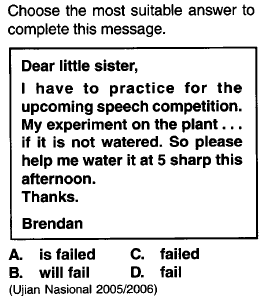 Choose the most suitable answer to
complete this message.
Dear little sister,
I have to practice for the
upcoming speech competition.
My experiment on the plant . . .
if it is not watered. So please
help me water it at 5 sharp this
afternoon.
Thanks.
Brendan
A. is failed C. failed
B. will fail D. fail
(Ujian Nasional 2005/2006)